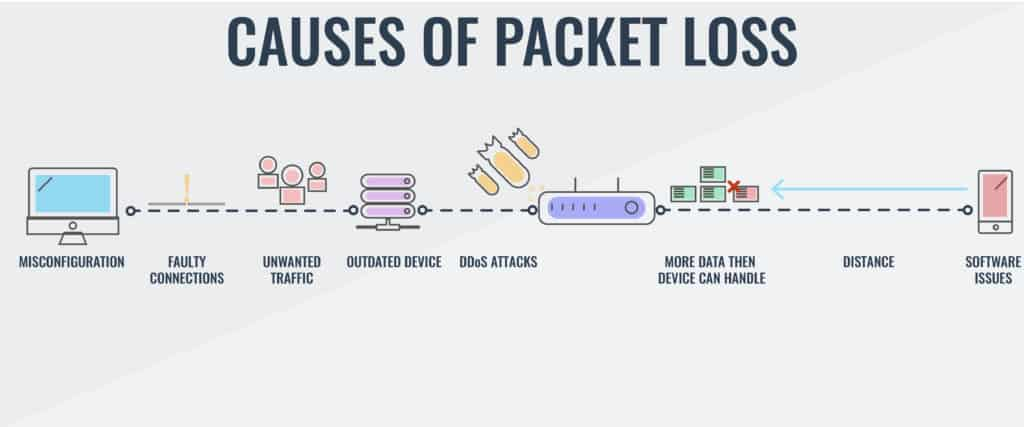 CAUSES OF PACKET LOSS
MISCONFIGURATION
FAULTY
CONNECTIONS
UNWANTED
TRAFFIC
OUTDATED DEVICE
DDoS ATTACKS
MORE DATA THEN
DEVICE CAN HANDLE
DISTANCE
SOFTWARE
ISSUES